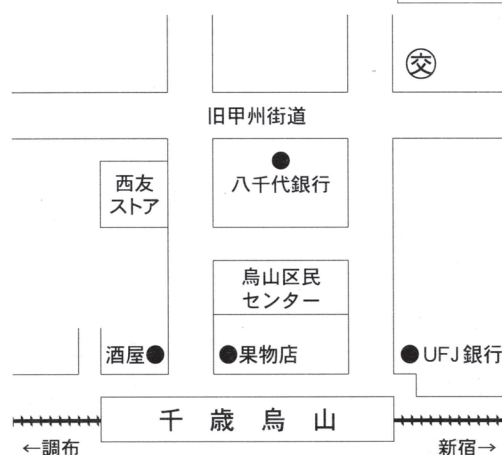 ㊋交
旧甲州街道
西友
ストア
八千代銀行
烏山区民
センター
酒屋
果物店
UFJ銀行
千歳烏山
←調布
新宿→